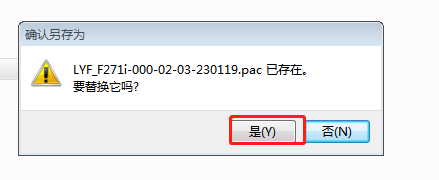 确认另存为
LYF_F271i-000-02-03-230119.pac 已存在。
要替换它吗?
是(Y)
否(N)